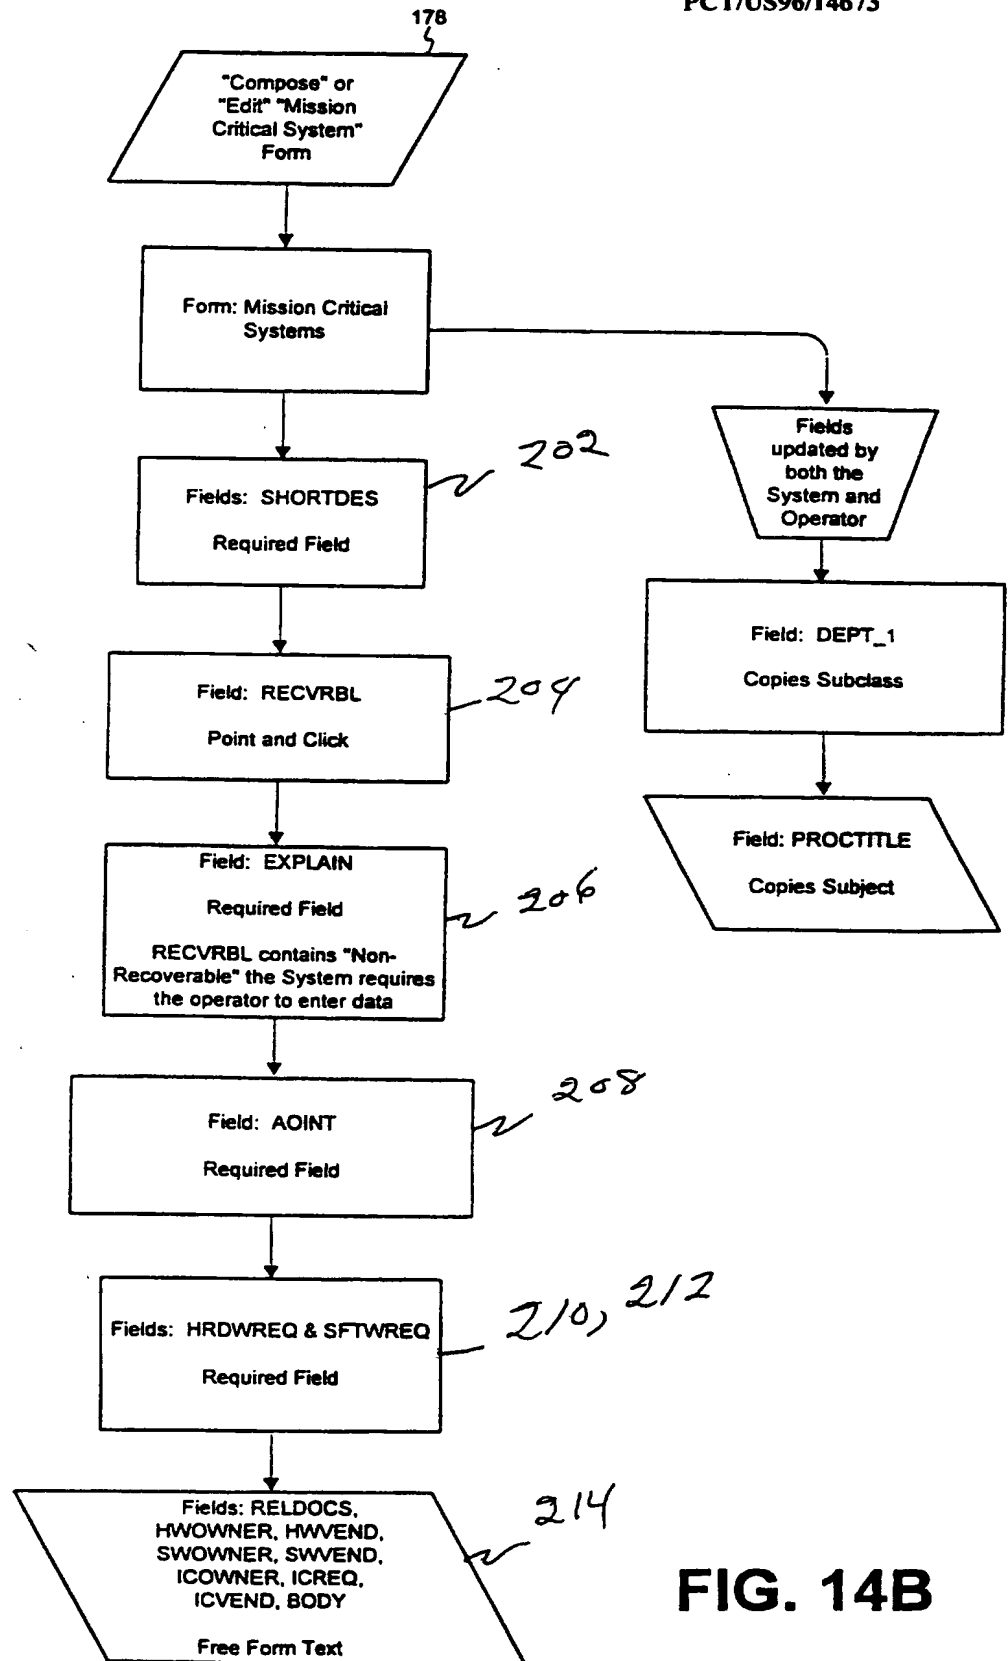 PCT/US96/14673
178
"Compose" or
"Edit" "Mission
Critical System"
Form
Form: Mission Critical
Systems
Fields
updated by
both the
System and
Operator
202
Fields: SHORTDES
Required Field
Field: DEPT_1
Copies Subclass
204
Field: RECVRBL
Point and Click
Field: PROCTITLE
Copies Subject
206
Field: EXPLAIN
Required Field
RECVRBL contains "Non-
Recoverable" the System requires
the operator to enter data
208
Field: AOINT
Required Field
210, 212
Fields: HRDWREQ & SFTWREQ
Required Field
214
Fields: RELDOCS,
HWOWNER, HWVEND,
SWOWNER, SWVEND,
ICOWNER, ICREQ,
ICVEND, BODY
Free Form Text
FIG. 14B